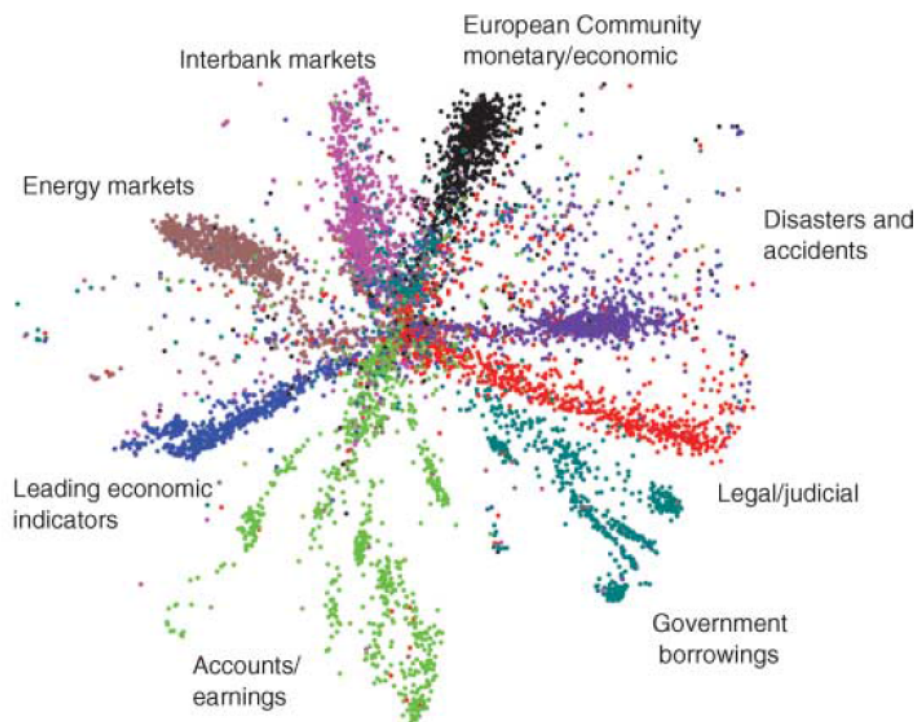 European Community
monetary/economic
Interbank markets
Energy markets
Disasters and
accidents
Leading economic
indicators
Legal/judicial
Government
borrowings
Accounts/
earnings